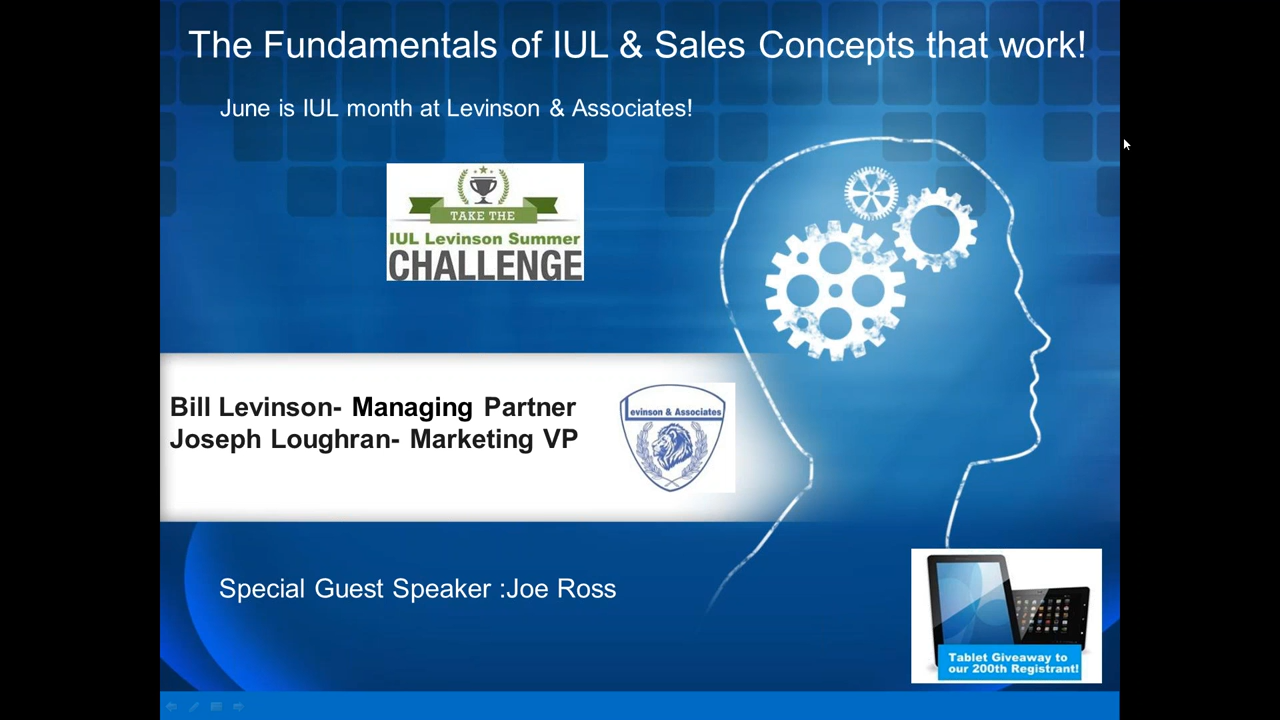 The Fundamentals of IUL & Sales Concepts that work!
June is IUL month at Levinson & Associates!
TAKE THE
IUL Levinson Summer
CHALLENGE
Bill Levinson- Managing Partner
Joseph Loughran- Marketing VP
Levinson & Associates
Special Guest Speaker :Joe Ross
Tablet Giveaway to
our 200th Registrant!